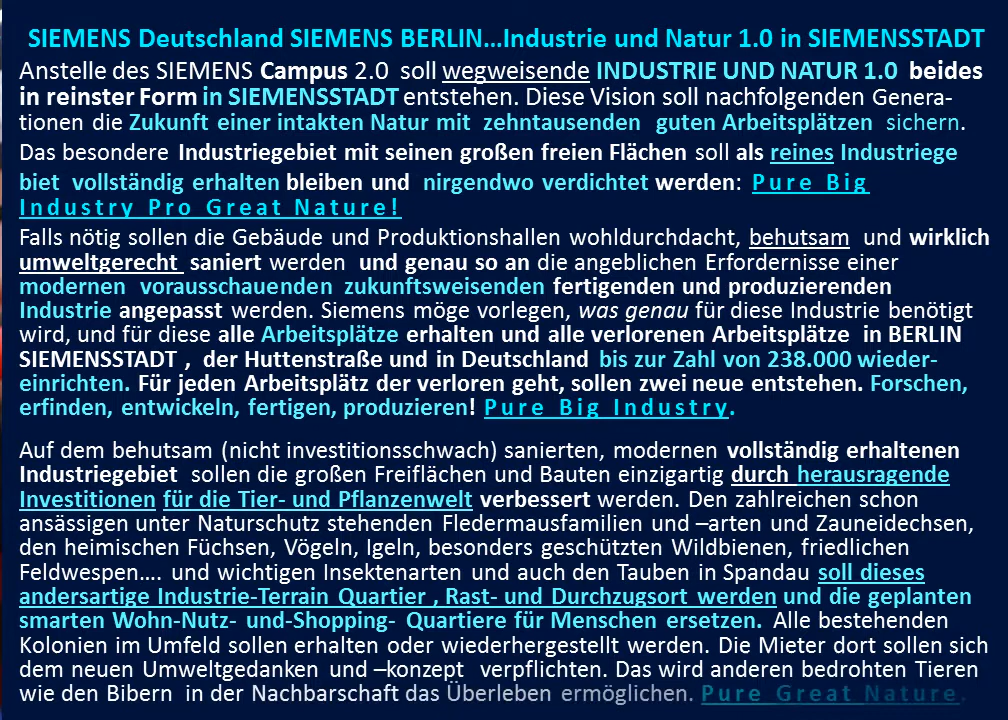 SIEMENS Deutschland SIEMENS BERLIN...Industrie und Natur 1.0 in SIEMENSSTADT
Anstelle des SIEMENS Campus 2.0 soll wegweisende INDUSTRIE UND NATUR 1.0 beides
in reinster Form in SIEMENSSTADT entstehen. Diese Vision soll nachfolgenden Genera-
tionen die Zukunft einer intakten Natur mit zehntausenden guten Arbeitsplätzen sichern.
Das besondere Industriegebiet mit seinen großen freien Flächen soll als reines Industriege
biet vollständig erhalten bleiben und nirgendwo verdichtet werden: Pure Big
Industry Pro Great Nature!
Falls nötig sollen die Gebäude und Produktionshallen wohldurchdacht, behutsam und wirklich
umweltgerecht saniert werden und genau so an die angeblichen Erfordernisse einer
modernen vorausschauenden zukunftsweisenden fertigenden und produzierenden
Industrie angepasst werden. Siemens möge vorlegen, was genau für diese Industrie benötigt
wird, und für diese alle Arbeitsplätze erhalten und alle verlorenen Arbeitsplätze in BERLIN
SIEMENSSTADT , der Huttenstraße und in Deutschland bis zur Zahl von 238.000 wieder-
einrichten. Für jeden Arbeitsplätz der verloren geht, sollen zwei neue entstehen. Forschen,
erfinden, entwickeln, fertigen, produzieren! Pure Big Industry.
Auf dem behutsam (nicht investitionsschwach) sanierten, modernen vollständig erhaltenen
Industriegebiet sollen die großen Freiflächen und Bauten einzigartig durch herausragende
Investitionen für die Tier- und Pflanzenwelt verbessert werden. Den zahlreichen schon
ansässigen unter Naturschutz stehenden Fledermausfamilien und –arten und Zauneidechsen,
den heimischen Füchsen, Vögeln, Igeln, besonders geschützten Wildbienen, friedlichen
Feldwespen.... und wichtigen Insektenarten und auch den Tauben in Spandau soll dieses
andersartige Industrie-Terrain Quartier , Rast- und Durchzugsort werden und die geplanten
smarten Wohn-Nutz- und-Shopping- Quartiere für Menschen ersetzen. Alle bestehenden
Kolonien im Umfeld sollen erhalten oder wiederhergestellt werden. Die Mieter dort sollen sich
dem neuen Umweltgedanken und –konzept verpflichten. Das wird anderen bedrohten Tieren
wie den Bibern in der Nachbarschaft das Überleben ermöglichen. Pure Great Nature.